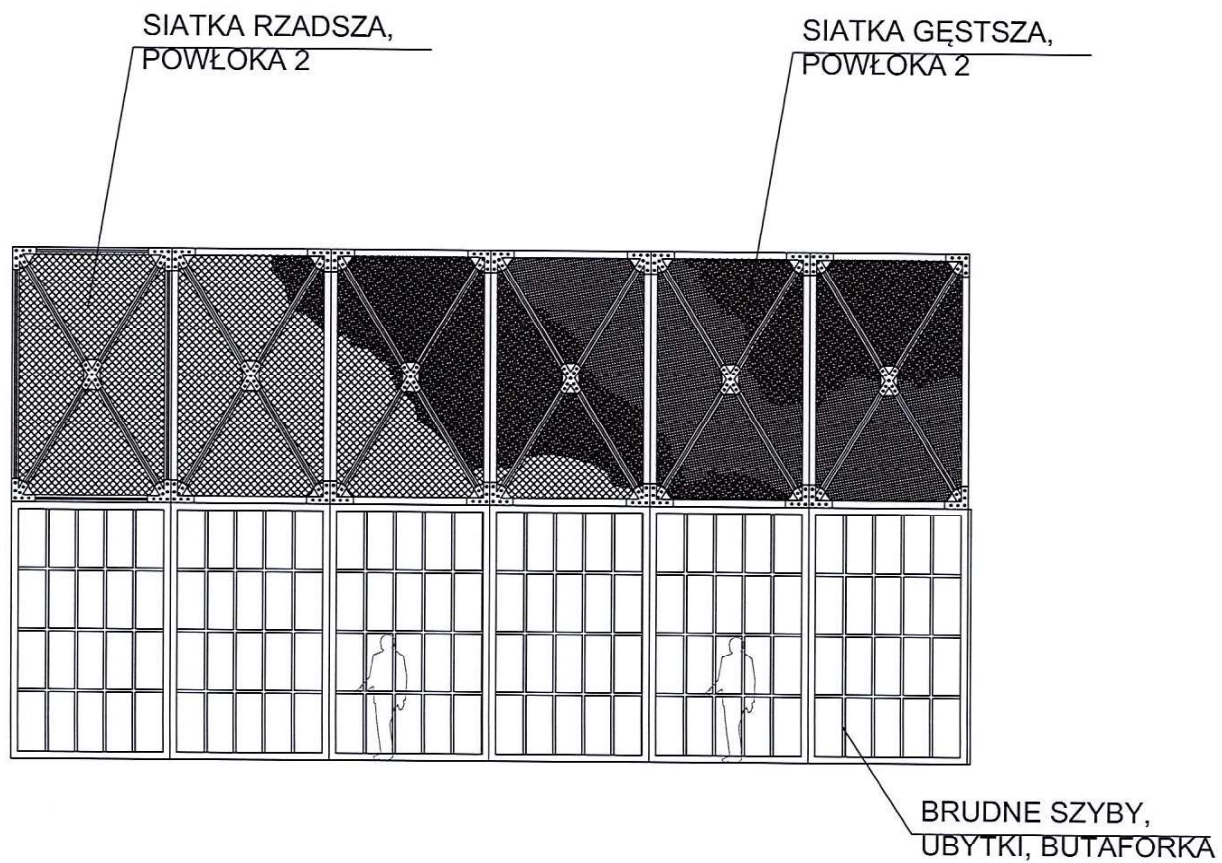 SIATKA RZADSZA,
POWŁOKA 2
SIATKA GĘSTSZA,
POWŁOKA 2
BRUDNE SZYBY,
UBYTKI, BUTAFORKA